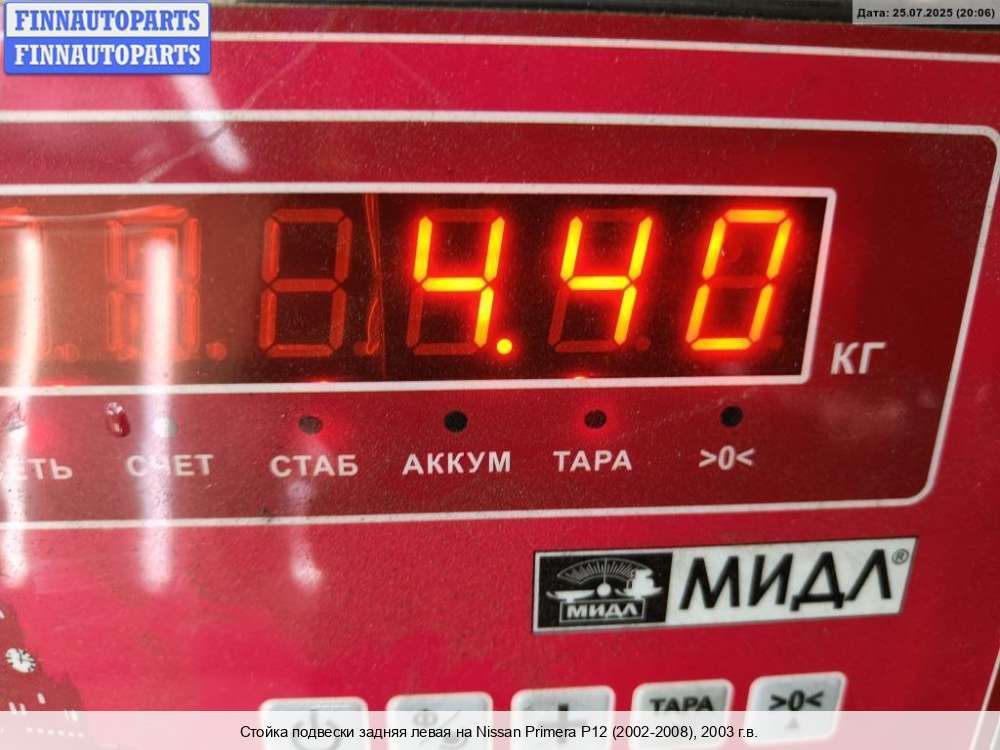 FINNAUTOPARTS
FINNAUTOPARTS
Дата: 25.07.2025 (20:06)
4.40
КГ
СЧЕТ СТАБ АККУМ ТАРА >0<
МИДЛ МИДЛ®
ТАРА >0<
Стойка подвески задняя левая на Nissan Primera P12 (2002-2008), 2003 г.в.